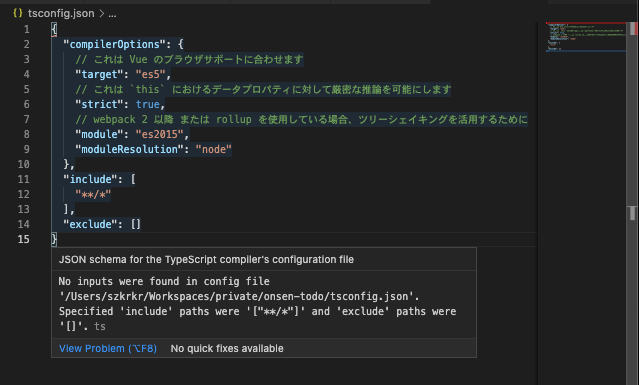 tsconfig.json > ...
1 {
2 "compilerOptions": {
3 // これは Vue のブラウザサポートに合わせます
4 "target": "es5",
5 // これは `this` におけるデータプロパティに対して厳密な推論を可能にします
6 "strict": true,
7 // webpack 2 以降 または rollup を使用している場合、ツリーシェイキングを活用するために
8 "module": "es2015",
9 "moduleResolution": "node"
10 },
11 "include": [
12 "**/*"
13 ],
14 "exclude": []
15 }
JSON schema for the TypeScript compiler's configuration file
No inputs were found in config file
'/Users/szkrkr/Workspaces/private/onsen-todo/tsconfig.json'.
Specified 'include' paths were '["**/*"]' and 'exclude' paths were
'[]'. ts
View Problem (⌥F8) No quick fixes available